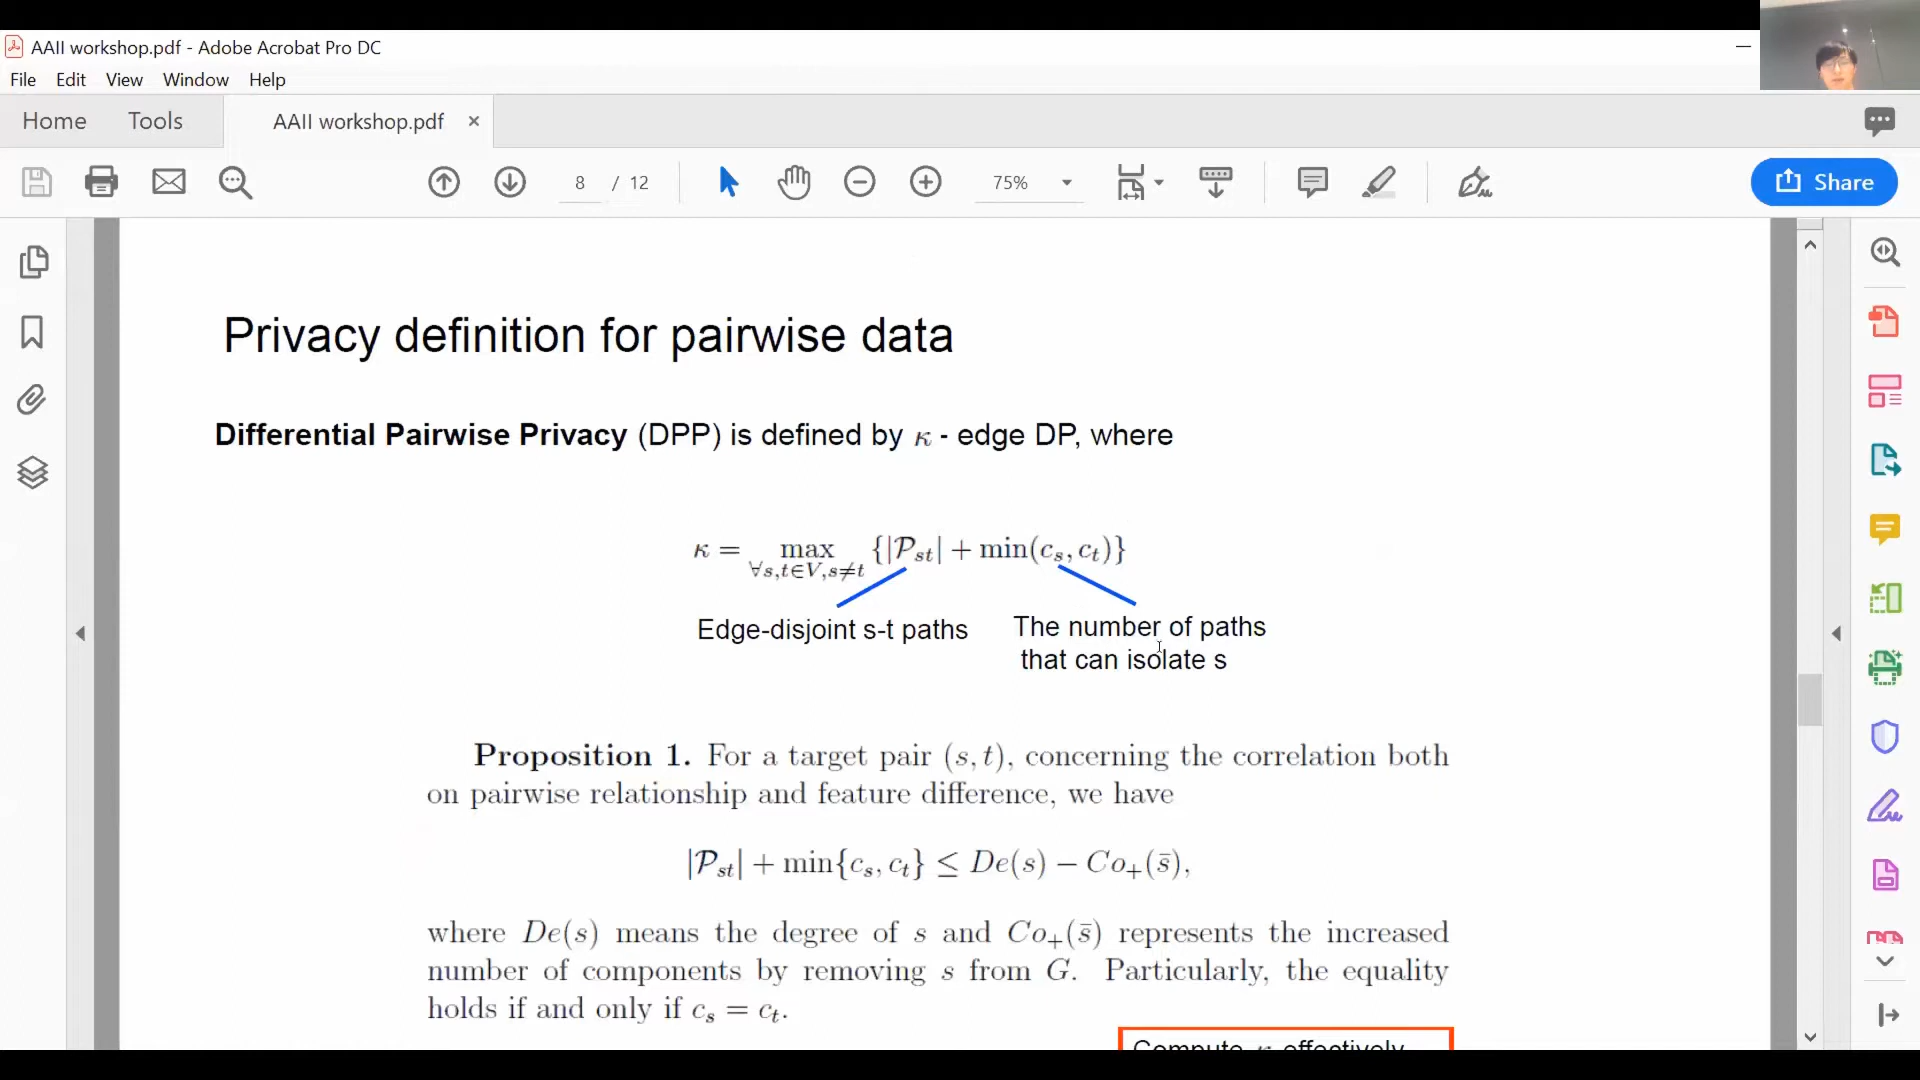 AAII workshop.pdf - Adobe Acrobat Pro DC
File Edit View Window Help
Home Tools AAII workshop.pdf ×
8 / 12 75% Share
Privacy definition for pairwise data
Differential Pairwise Privacy (DPP) is defined by κ - edge DP, where
κ = max {|𝒫ₛₜ| + min(cₛ, cₜ)}
∀s,t∈V,s≠t
Edge-disjoint s-t paths
The number of paths
that can isolate s
Proposition 1. For a target pair (s, t), concerning the correlation both
on pairwise relationship and feature difference, we have
|𝒫ₛₜ| + min{cₛ, cₜ} ≤ De(s) − Co₊(s̄),
where De(s) means the degree of s and Co₊(s̄) represents the increased
number of components by removing s from G. Particularly, the equality
holds if and only if cₛ = cₜ.
Compute κ effectively